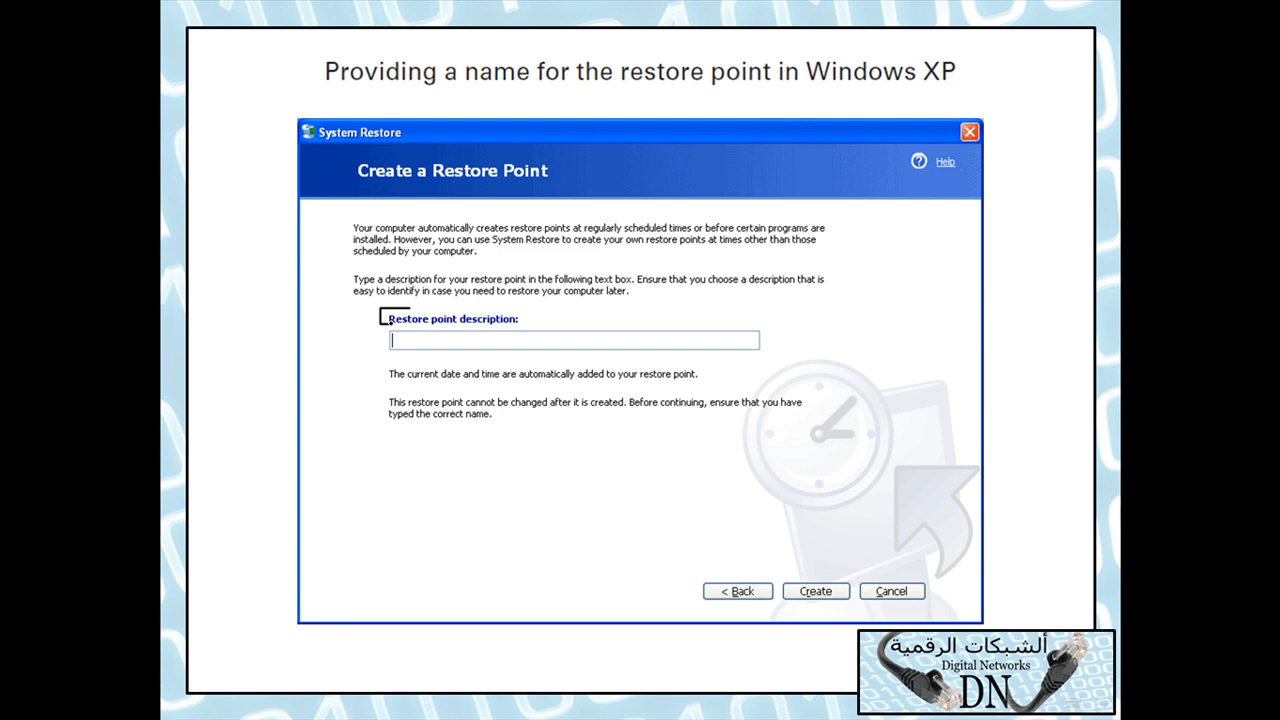 Providing a name for the restore point in Windows XP
System Restore
Create a Restore Point
Help
Your computer automatically creates restore points at regularly scheduled times or before certain programs are
installed. However, you can use System Restore to create your own restore points at times other than those
scheduled by your computer.
Type a description for your restore point in the following text box. Ensure that you choose a description that is
easy to identify in case you need to restore your computer later.
Restore point description:
The current date and time are automatically added to your restore point.
This restore point cannot be changed after it is created. Before continuing, ensure that you have
typed the correct name.
< Back
Create
Cancel
ألشبكات الرقمية
Digital Networks
DN